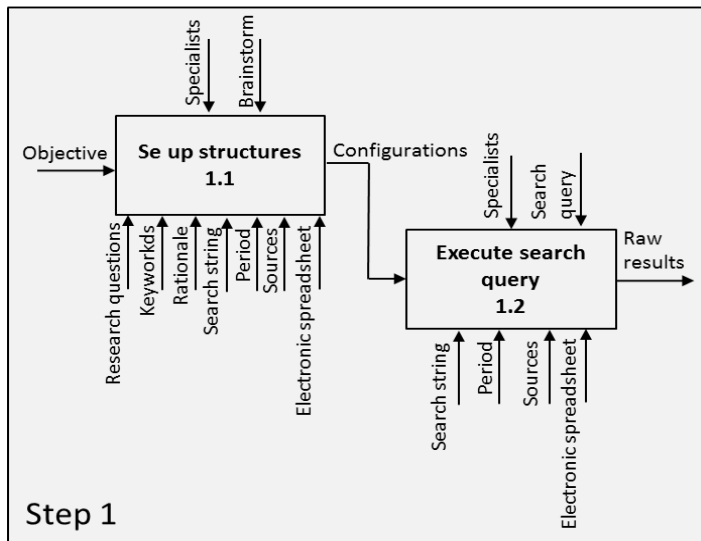 Specialists
Brainstorm
Objective
Se up structures
1.1
Configurations
Research questions
Keyworkds
Rationale
Search string
Period
Sources
Electronic spreadsheet
Specialists
Search
query
Execute search
query
1.2
Raw
results
Search string
Period
Sources
Electronic spreadsheet
Step 1